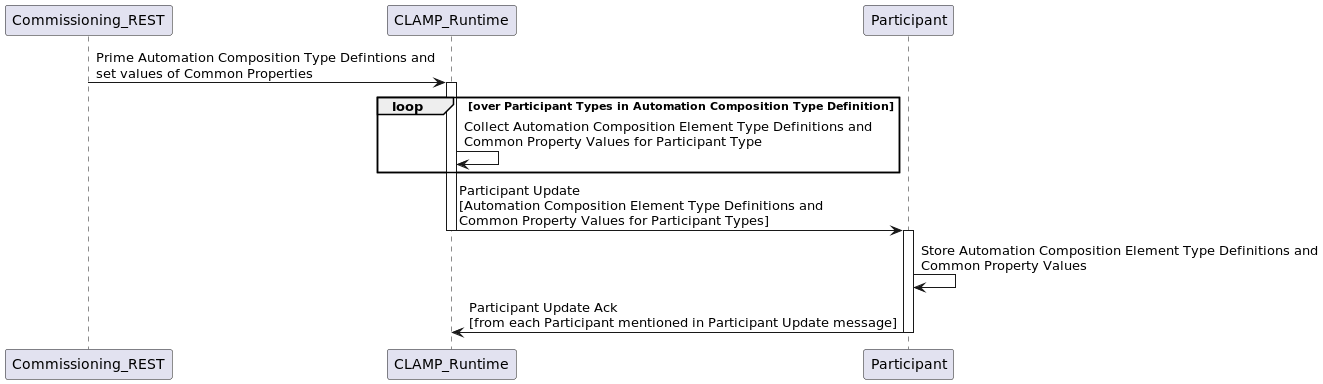 Commissioning_REST
CLAMP_Runtime
Participant
Prime Automation Composition Type Defintions and
set values of Common Properties
loop
[over Participant Types in Automation Composition Type Definition]
Collect Automation Composition Element Type Definitions and
Common Property Values for Participant Type
Participant Update
[Automation Composition Element Type Definitions and
Common Property Values for Participant Types]
Store Automation Composition Element Type Definitions and
Common Property Values
Participant Update Ack
[from each Participant mentioned in Participant Update message]
Commissioning_REST
CLAMP_Runtime
Participant